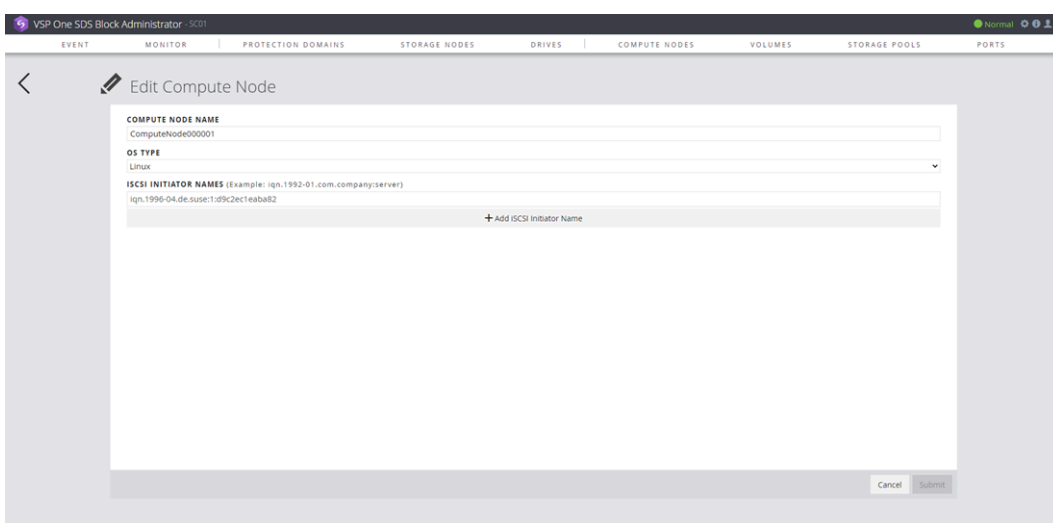 VSP One SDS Block Administrator - SC01 Normal
EVENT MONITOR PROTECTION DOMAINS STORAGE NODES DRIVES COMPUTE NODES VOLUMES STORAGE POOLS PORTS
Edit Compute Node
COMPUTE NODE NAME
ComputeNode000001
OS TYPE
Linux
ISCSI INITIATOR NAMES (Example: iqn.1992-01.com.company:server)
iqn.1996-04.de.suse:1:d9c2ec1eaba82
+ Add iSCSI Initiator Name
Cancel Submit